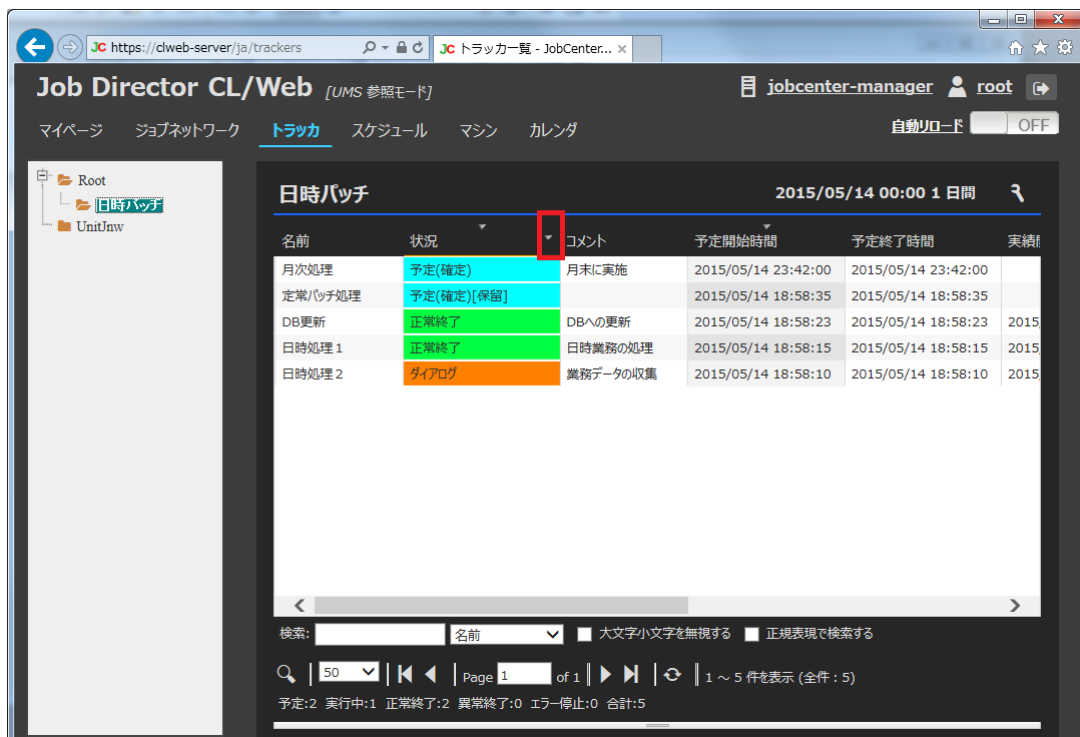 JC https://clweb-server/ja/trackers
JC トラッカ一覧 - JobCenter... ×
Job Director CL/Web [UMS 参照モード]
jobcenter-manager root
マイページ ジョブネットワーク トラッカ スケジュール マシン カレンダ
自動リロード OFF
Root
日時バッチ
UnitJnw
日時バッチ 2015/05/14 00:00 1 日間
名前 状況 コメント 予定開始時間 予定終了時間 実績
月次処理 予定(確定) 月末に実施 2015/05/14 23:42:00 2015/05/14 23:42:00
定常バッチ処理 予定(確定)[保留] 2015/05/14 18:58:35 2015/05/14 18:58:35
DB更新 正常終了 DBへの更新 2015/05/14 18:58:23 2015/05/14 18:58:23 2015
日時処理1 正常終了 日時業務の処理 2015/05/14 18:58:15 2015/05/14 18:58:15 2015
日時処理2 ダイアログ 業務データの収集 2015/05/14 18:58:10 2015/05/14 18:58:10 2015
検索: 名前 大文字小文字を無視する 正規表現で検索する
50 Page 1 of 1 1 ～ 5 件を表示 (全件 : 5)
予定:2 実行中:1 正常終了:2 異常終了:0 エラー停止:0 合計:5